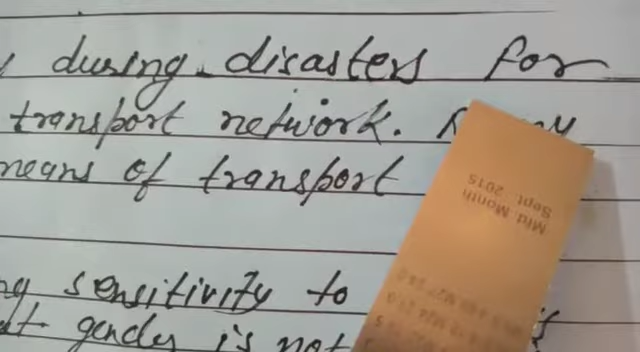 during disasters for
transport network.
means of transport
sensitivity to
gender is not
Mid Month
Sept. 2015